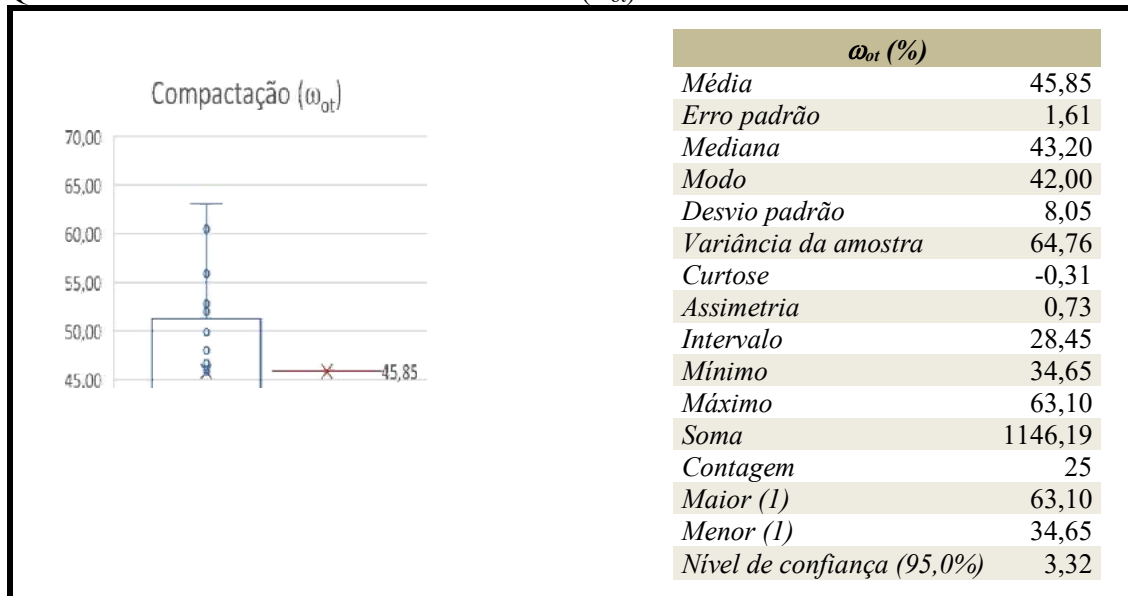 Compactação (ω_ot)
70,00
65,00
60,00
55,00
50,00
45,00
45,85
ω_ot (%)
Média 45,85
Erro padrão 1,61
Mediana 43,20
Modo 42,00
Desvio padrão 8,05
Variância da amostra 64,76
Curtose -0,31
Assimetria 0,73
Intervalo 28,45
Mínimo 34,65
Máximo 63,10
Soma 1146,19
Contagem 25
Maior (1) 63,10
Menor (1) 34,65
Nível de confiança (95,0%) 3,32